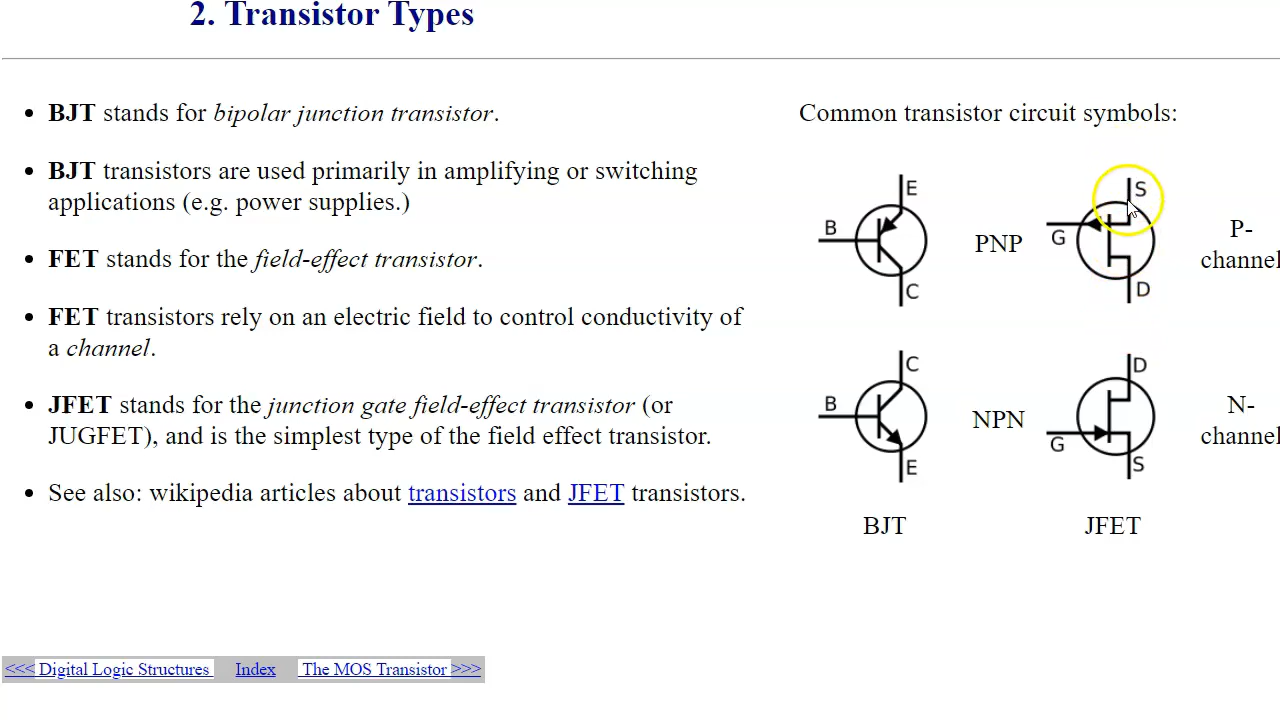 2. Transistor Types
BJT stands for bipolar junction transistor.
BJT transistors are used primarily in amplifying or switching
applications (e.g. power supplies.)
FET stands for the field-effect transistor.
FET transistors rely on an electric field to control conductivity of
a channel.
JFET stands for the junction gate field-effect transistor (or
JUGFET), and is the simplest type of the field effect transistor.
See also: wikipedia articles about transistors and JFET transistors.
Common transistor circuit symbols:
E
B
C
PNP
S
G
D
P-
channel
C
B
E
NPN
D
G
S
N-
channel
BJT
JFET
<<< Digital Logic Structures Index The MOS Transistor >>>